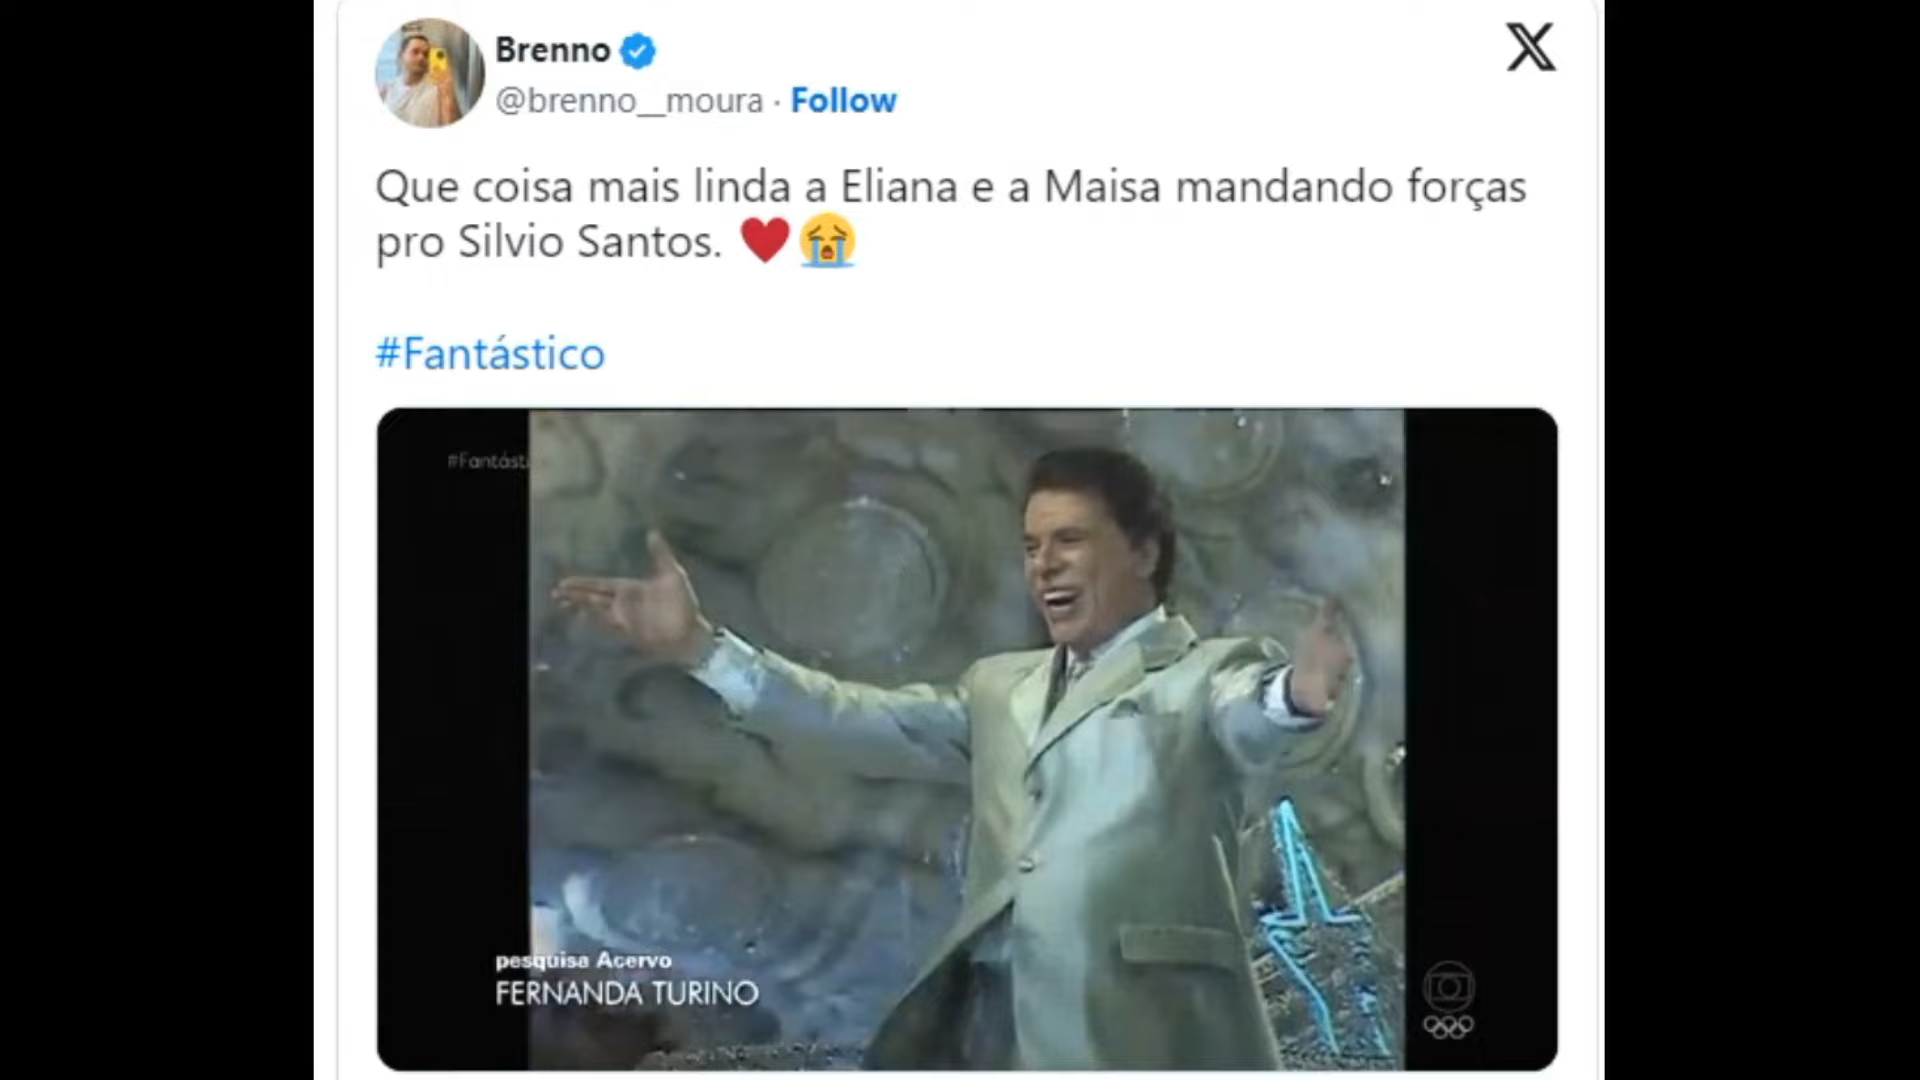 Brenno
@brenno__moura · Follow
Que coisa mais linda a Eliana e a Maisa mandando forças
pro Silvio Santos. ❤️😭
#Fantástico
#Fantásti
pesquisa Acervo
FERNANDA TURINO